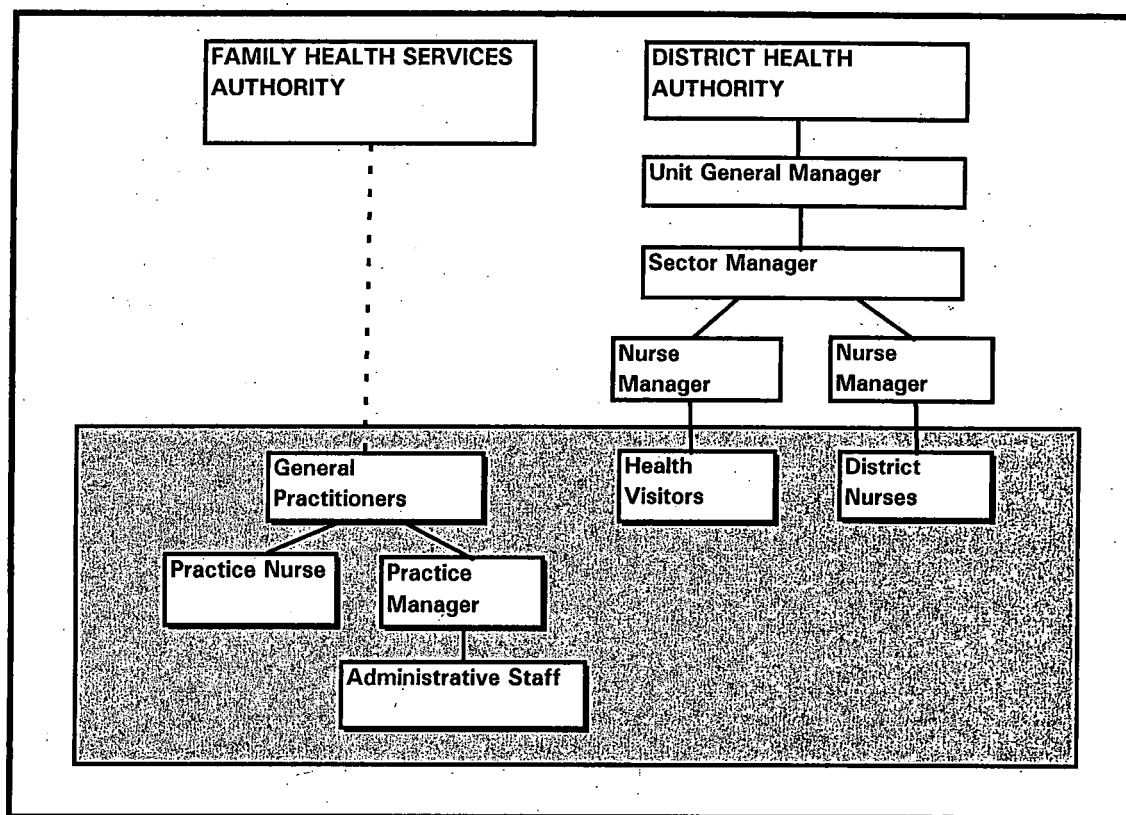 FAMILY HEALTH SERVICES
AUTHORITY
DISTRICT HEALTH
AUTHORITY
Unit General Manager
Sector Manager
Nurse
Manager
Nurse
Manager
General
Practitioners
Health
Visitors
District
Nurses
Practice Nurse
Practice
Manager
Administrative Staff